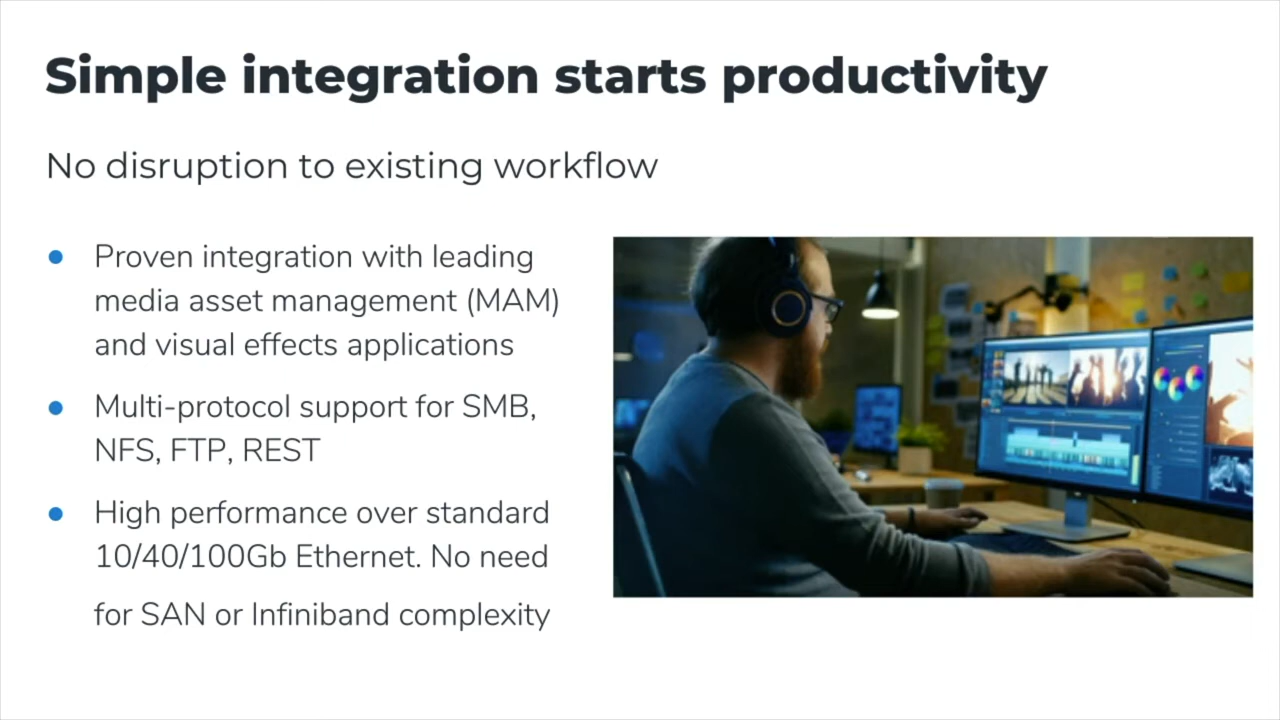 Simple integration starts productivity
No disruption to existing workflow
● Proven integration with leading
media asset management (MAM)
and visual effects applications
● Multi-protocol support for SMB,
NFS, FTP, REST
● High performance over standard
10/40/100Gb Ethernet. No need
for SAN or Infiniband complexity